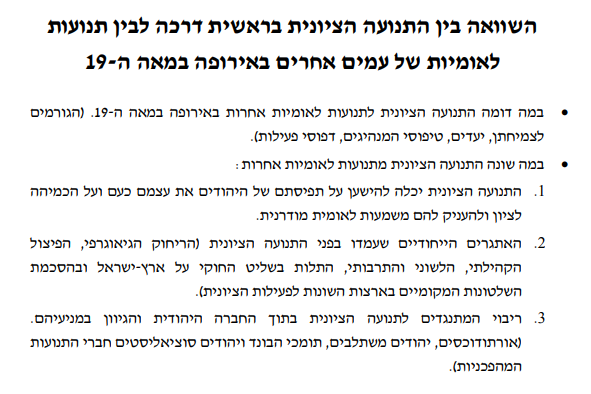 השוואה בין התנועה הציונית בראשית דרכה לבין תנועות
לאומיות של עמים אחרים באירופה במאה ה-19
• במה דומה התנועה הציונית לתנועות לאומיות אחרות באירופה במאה ה-19. (הגורמים
לצמיחתן, יעדים, טיפוסי המנהיגים, דפוסי פעילות).
• במה שונה התנועה הציונית מתנועות לאומיות אחרות :
1. התנועה הציונית יכלה להישען על תפיסתם של היהודים את עצמם כעם ועל הכמיהה
לציון ולהעניק להם משמעות לאומית מודרנית.
2. האתגרים הייחודיים שעמדו בפני התנועה הציונית (הריחוק הגיאוגרפי, הפיצול
הקהילתי, הלשוני והתרבותי, התלות בשליט החוקי על ארץ-ישראל ובהסכמת
השלטונות המקומיים בארצות השונות לפעילות הציונית).
3. ריבוי המתנגדים לתנועה הציונית בתוך החברה היהודית והגיוון במניעיהם.
(אורתודוכסים, יהודים משתלבים, תומכי הבונד ויהודים סוציאליסטים חברי התנועות
המהפכניות).